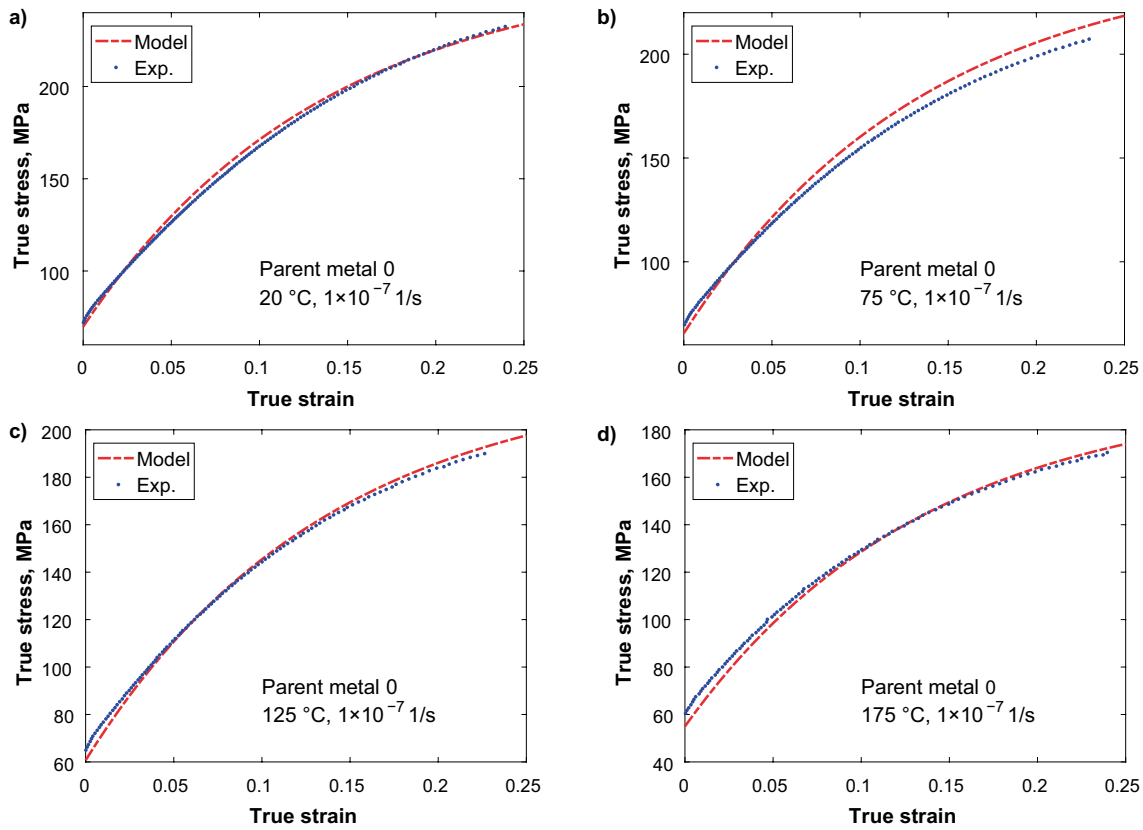 a)
Model
Exp.
200
100
True stress, MPa
Parent metal 0
20 °C, 1×10⁻⁷ 1/s
0 0.05 0.1 0.15 0.2 0.25
True strain
b)
Model
Exp.
200
150
100
True stress, MPa
Parent metal 0
75 °C, 1×10⁻⁷ 1/s
0 0.05 0.1 0.15 0.2 0.25
True strain
c)
Model
Exp.
200
180
160
140
120
100
80
60
True stress, MPa
Parent metal 0
125 °C, 1×10⁻⁷ 1/s
0 0.05 0.1 0.15 0.2 0.25
True strain
d)
Model
Exp.
180
160
140
120
100
80
60
40
True stress, MPa
Parent metal 0
175 °C, 1×10⁻⁷ 1/s
0 0.05 0.1 0.15 0.2 0.25
True strain